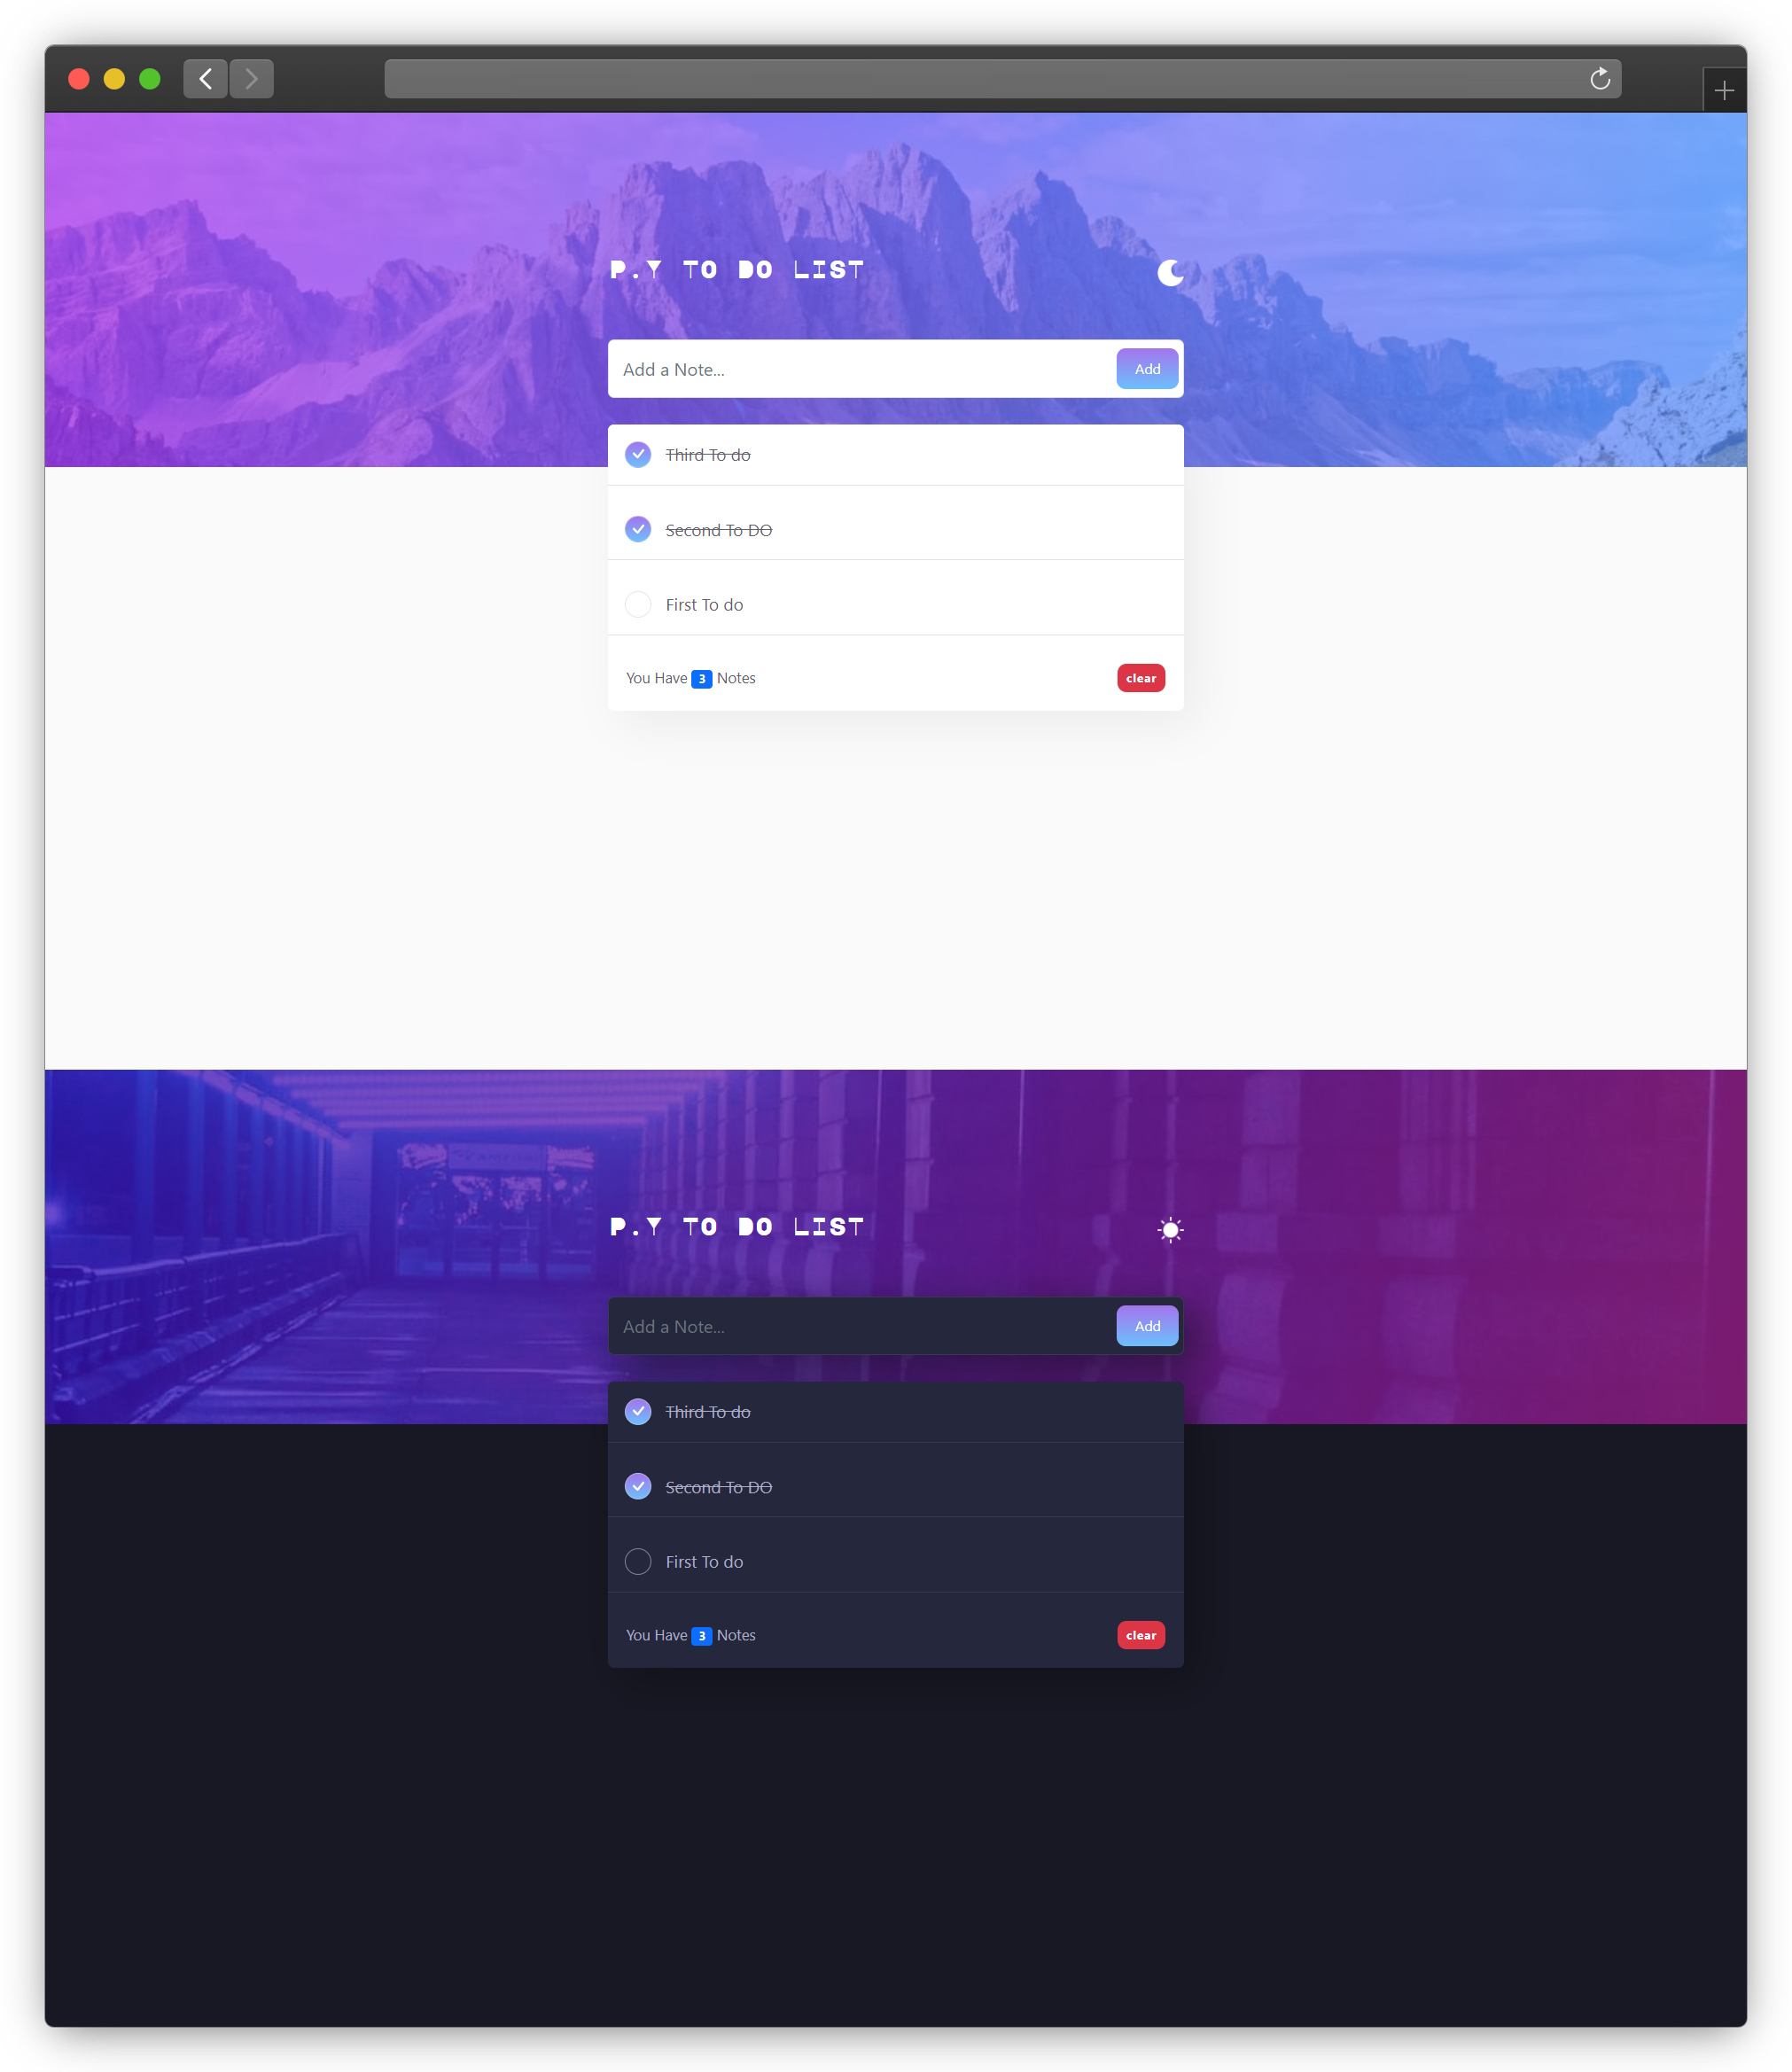 P.Y TO DO LIST
Add a Note...
Add
Third To do
Second To DO
First To do
You Have 3 Notes
clear
P.Y TO DO LIST
Add a Note...
Add
Third To do
Second To DO
First To do
You Have 3 Notes
clear